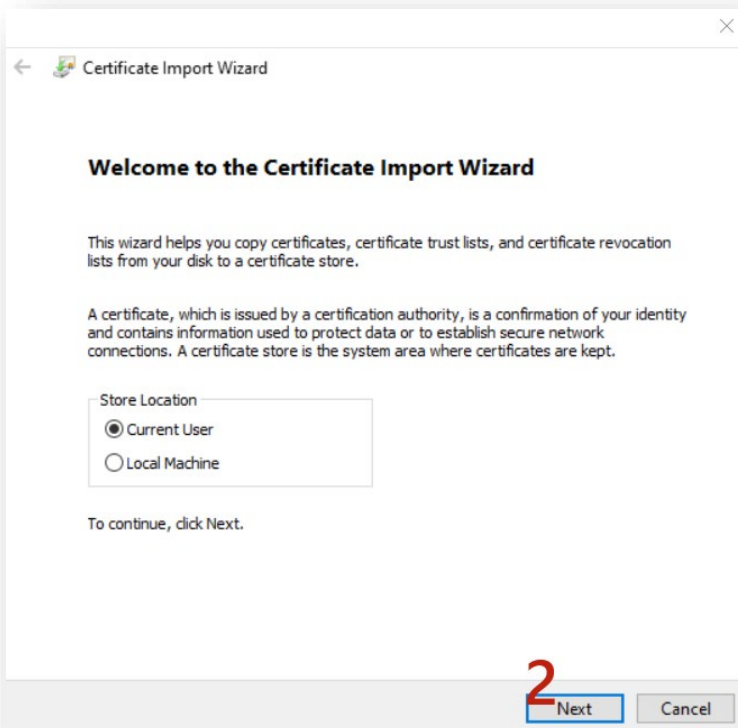 Certificate Import Wizard
Welcome to the Certificate Import Wizard
This wizard helps you copy certificates, certificate trust lists, and certificate revocation
lists from your disk to a certificate store.
A certificate, which is issued by a certification authority, is a confirmation of your identity
and contains information used to protect data or to establish secure network
connections. A certificate store is the system area where certificates are kept.
Store Location
Current User
Local Machine
To continue, click Next.
2
Next Cancel